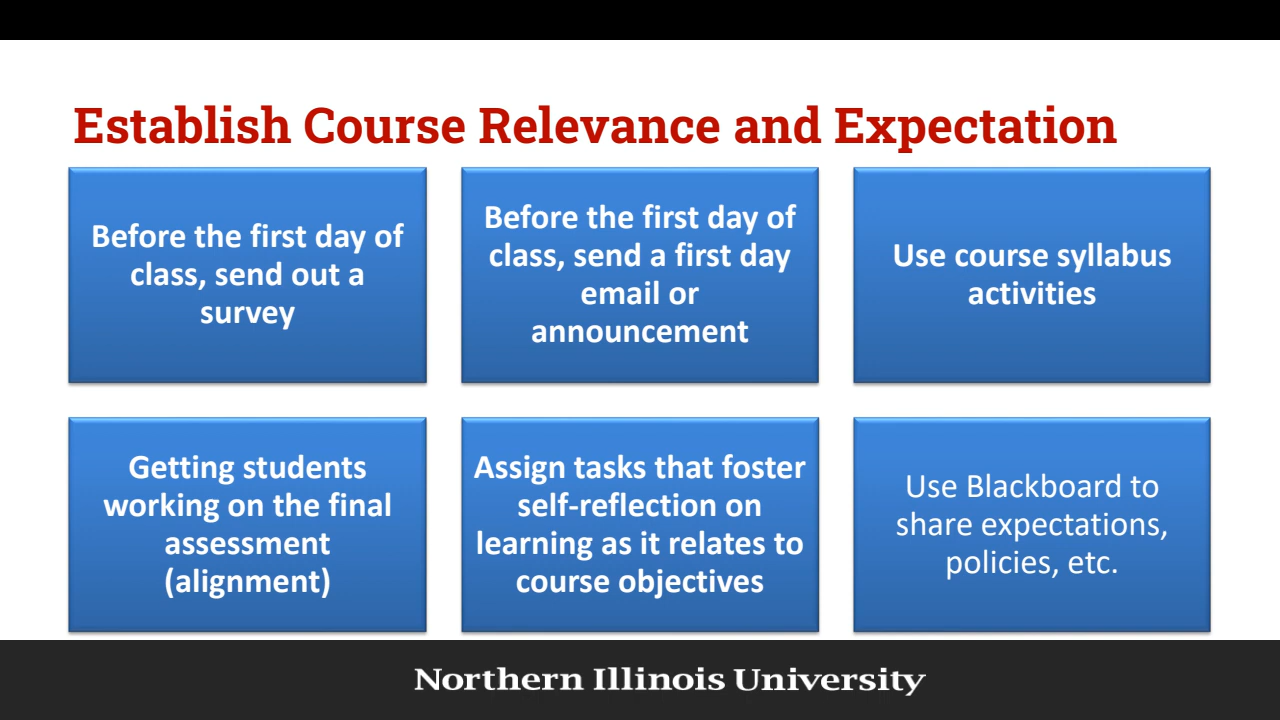 Establish Course Relevance and Expectation
Before the first day of
class, send out a
survey
Before the first day of
class, send a first day
email or
announcement
Use course syllabus
activities
Getting students
working on the final
assessment
(alignment)
Assign tasks that foster
self-reflection on
learning as it relates to
course objectives
Use Blackboard to
share expectations,
policies, etc.
Northern Illinois University